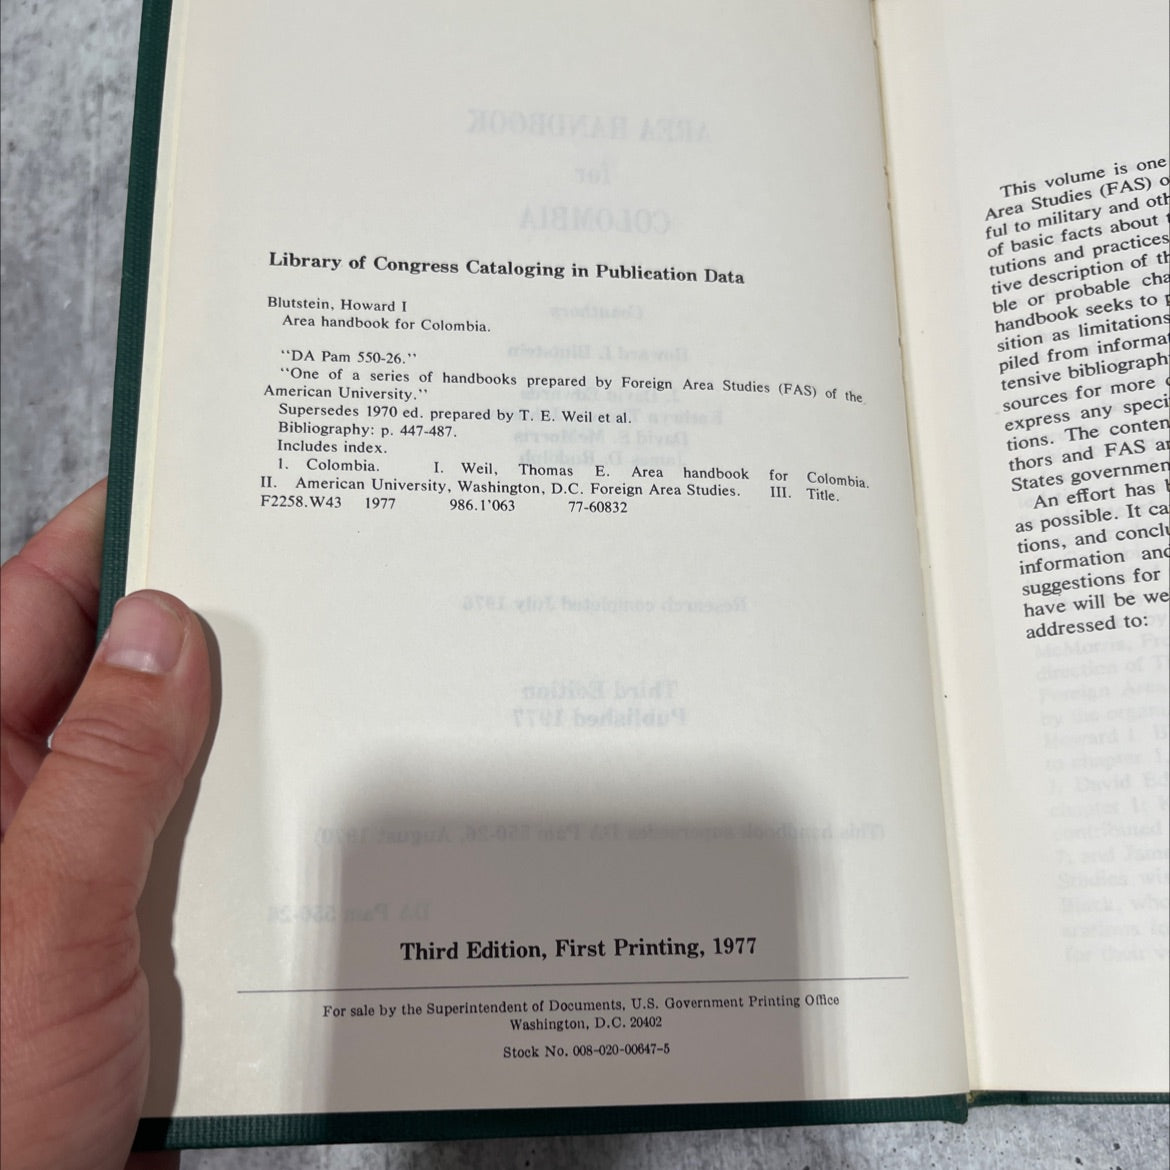 Library of Congress Cataloging in Publication Data
Blutstein, Howard I
Area handbook for Colombia.
"DA Pam 550-26."
"One of a series of handbooks prepared by Foreign Area Studies (FAS) of the
American University."
Supersedes 1970 ed. prepared by T. E. Weil et al.
Bibliography: p. 447-487.
Includes index.
1. Colombia. I. Weil, Thomas E. Area handbook for Colombia.
II. American University, Washington, D.C. Foreign Area Studies. III. Title.
F2258.W43 1977 986.1'063 77-60832
Third Edition, First Printing, 1977
For sale by the Superintendent of Documents, U.S. Government Printing Office
Washington, D.C. 20402
Stock No. 008-020-00647-5
This volume is one
Area Studies (FAS) o
ful to military and oth
of basic facts about
tutions and practices
tive description of th
ble or probable cha
handbook seeks to p
sition as limitations
piled from informat
tensive bibliograph
sources for more
express any speci
tions. The conten
thors and FAS a
States governmen
An effort has
as possible. It ca
tions, and conclu
information and
suggestions for
have will be we
addressed to: